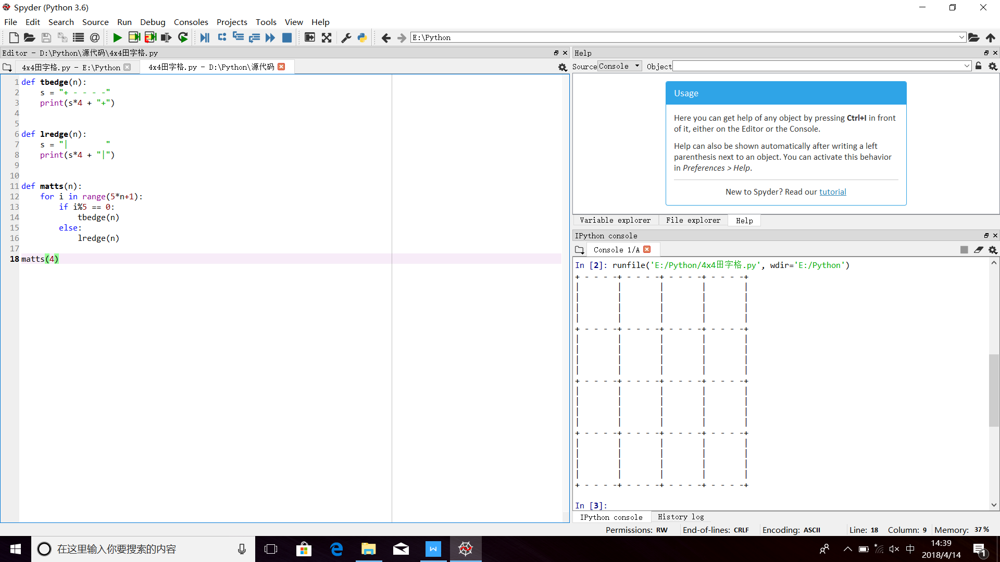 Spyder (Python 3.6)
File Edit Search Source Run Debug Consoles Projects Tools View Help
E:\Python
Editor - D:\Python\源代码\4x4田字格.py
4x4田字格.py - E:\Python
4x4田字格.py - D:\Python\源代码
1 def tbedge(n):
2     s = "+ - - - -"
3     print(s*4 + "+")
4
5
6 def lredge(n):
7     s = "|        "
8     print(s*4 + "|")
9
10
11 def matts(n):
12     for i in range(5*n+1):
13         if i%5 == 0:
14             tbedge(n)
15         else:
16             lredge(n)
17
18 matts(4)
Help
Source Console Object
Usage
Here you can get help of any object by pressing Ctrl+I in front
of it, either on the Editor or the Console.
Help can also be shown automatically after writing a left
parenthesis next to an object. You can activate this behavior
in Preferences > Help.
New to Spyder? Read our tutorial
Variable explorer File explorer Help
IPython console
Console 1/A
In [2]: runfile('E:/Python/4x4田字格.py', wdir='E:/Python')
+ - - - -+ - - - -+ - - - -+ - - - -+
|        |        |        |        |
|        |        |        |        |
|        |        |        |        |
|        |        |        |        |
+ - - - -+ - - - -+ - - - -+ - - - -+
|        |        |        |        |
|        |        |        |        |
|        |        |        |        |
|        |        |        |        |
+ - - - -+ - - - -+ - - - -+ - - - -+
|        |        |        |        |
|        |        |        |        |
|        |        |        |        |
|        |        |        |        |
+ - - - -+ - - - -+ - - - -+ - - - -+
|        |        |        |        |
|        |        |        |        |
|        |        |        |        |
|        |        |        |        |
+ - - - -+ - - - -+ - - - -+ - - - -+
In [3]:
IPython console History log
Permissions: RW End-of-lines: CRLF Encoding: ASCII Line: 18 Column: 9 Memory: 37 %
在这里输入你要搜索的内容
中
14:39
2018/4/14
1